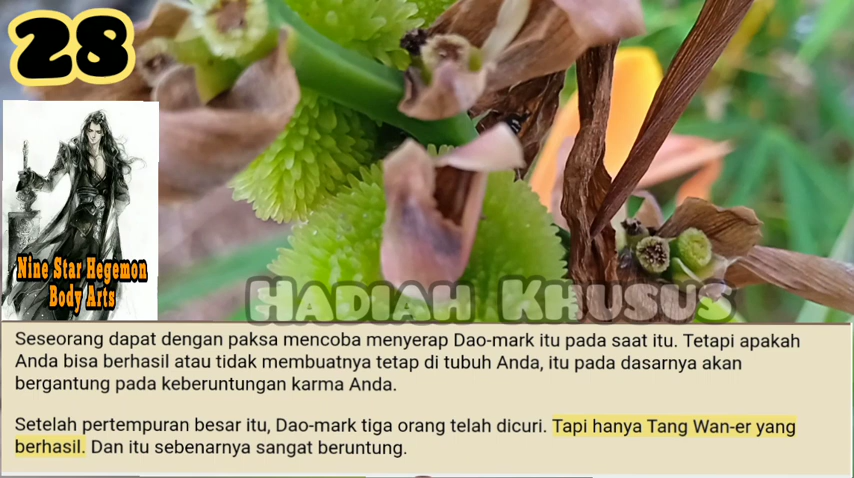 28
Nine Star Hegemon
Body Arts
HADIAH KHUSUS
Seseorang dapat dengan paksa mencoba menyerap Dao-mark itu pada saat itu. Tetapi apakah
Anda bisa berhasil atau tidak membuatnya tetap di tubuh Anda, itu pada dasarnya akan
bergantung pada keberuntungan karma Anda.
Setelah pertempuran besar itu, Dao-mark tiga orang telah dicuri. Tapi hanya Tang Wan-er yang
berhasil. Dan itu sebenarnya sangat beruntung.